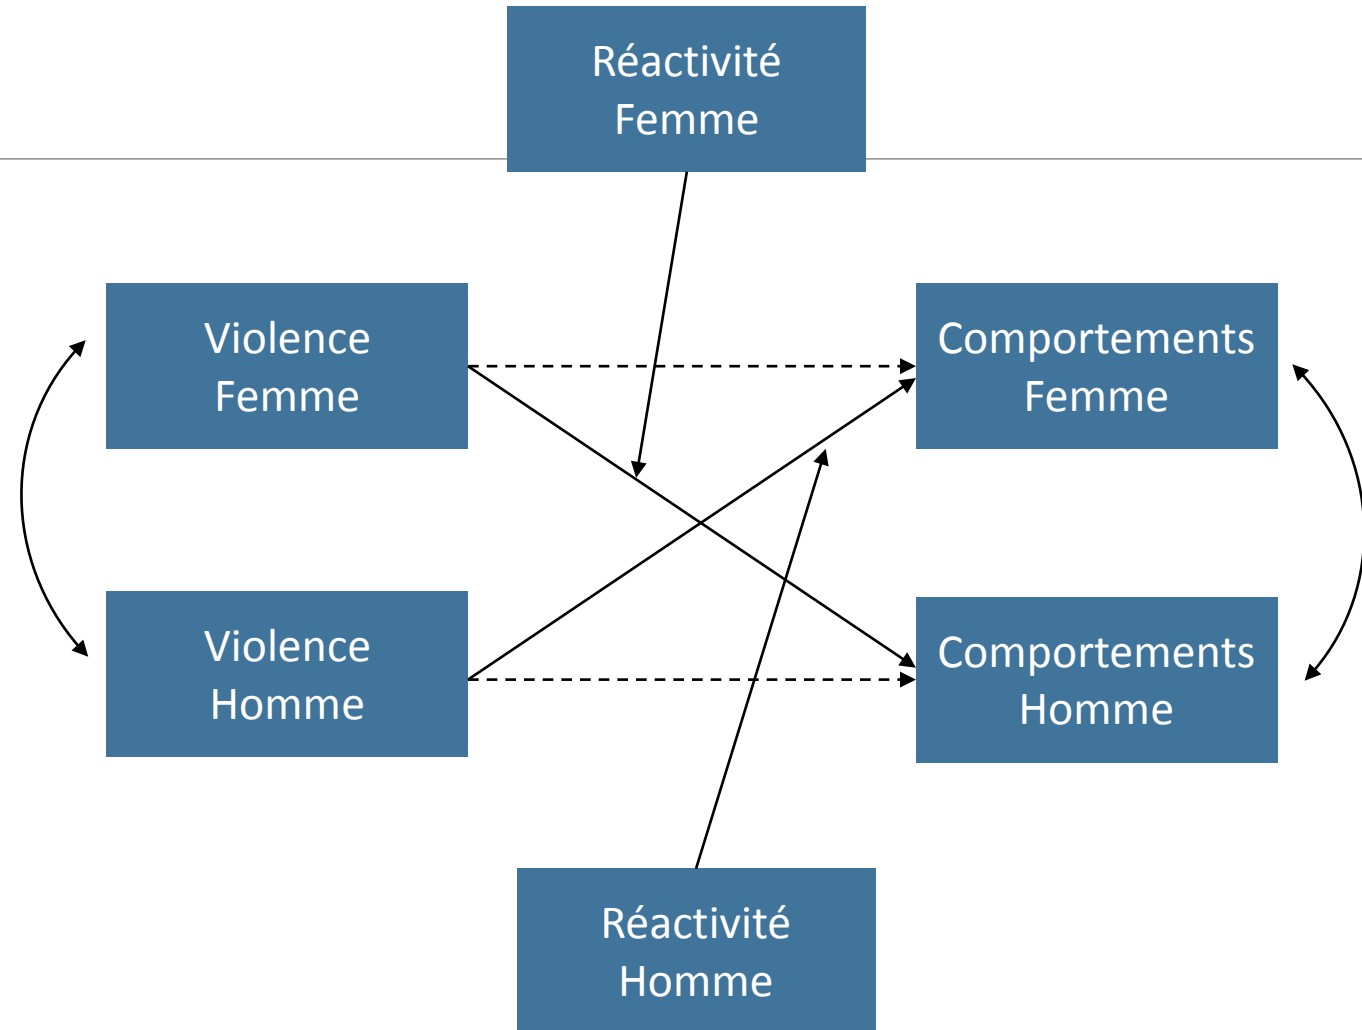 Réactivité
Femme
Violence
Femme
Comportements
Femme
Violence
Homme
Comportements
Homme
Réactivité
Homme